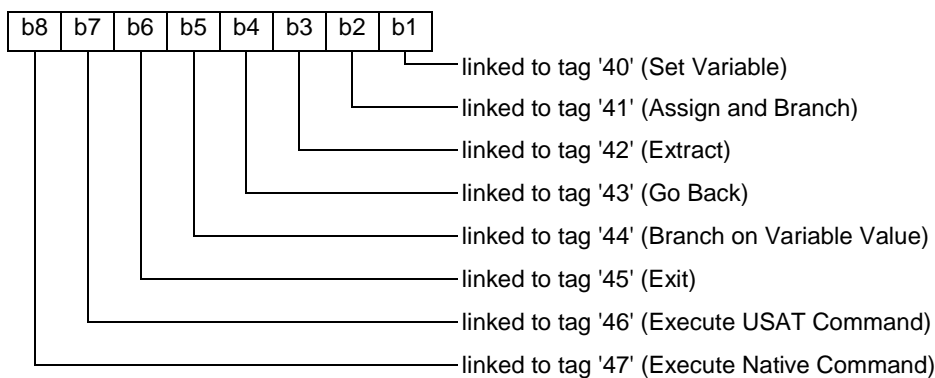 b8 b7 b6 b5 b4 b3 b2 b1
linked to tag '40' (Set Variable)
linked to tag '41' (Assign and Branch)
linked to tag '42' (Extract)
linked to tag '43' (Go Back)
linked to tag '44' (Branch on Variable Value)
linked to tag '45' (Exit)
linked to tag '46' (Execute USAT Command)
linked to tag '47' (Execute Native Command)